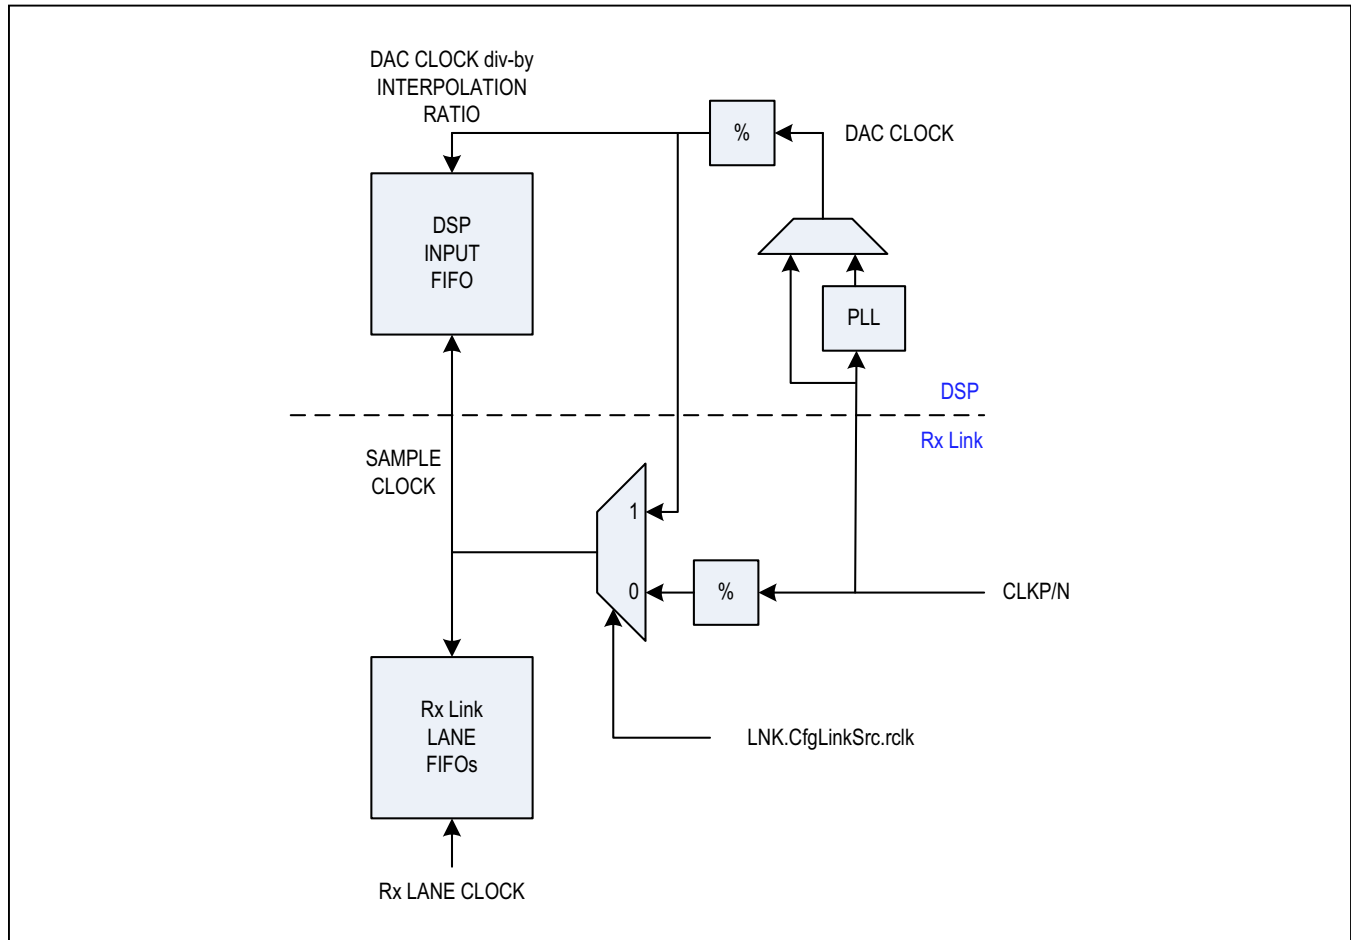 DAC CLOCK div-by
INTERPOLATION
RATIO
%
DAC CLOCK
DSP
INPUT
FIFO
PLL
DSP
Rx Link
SAMPLE
CLOCK
1
0
%
CLKP/N
Rx Link
LANE
FIFOs
LNK.CfgLinkSrc.rclk
Rx LANE CLOCK